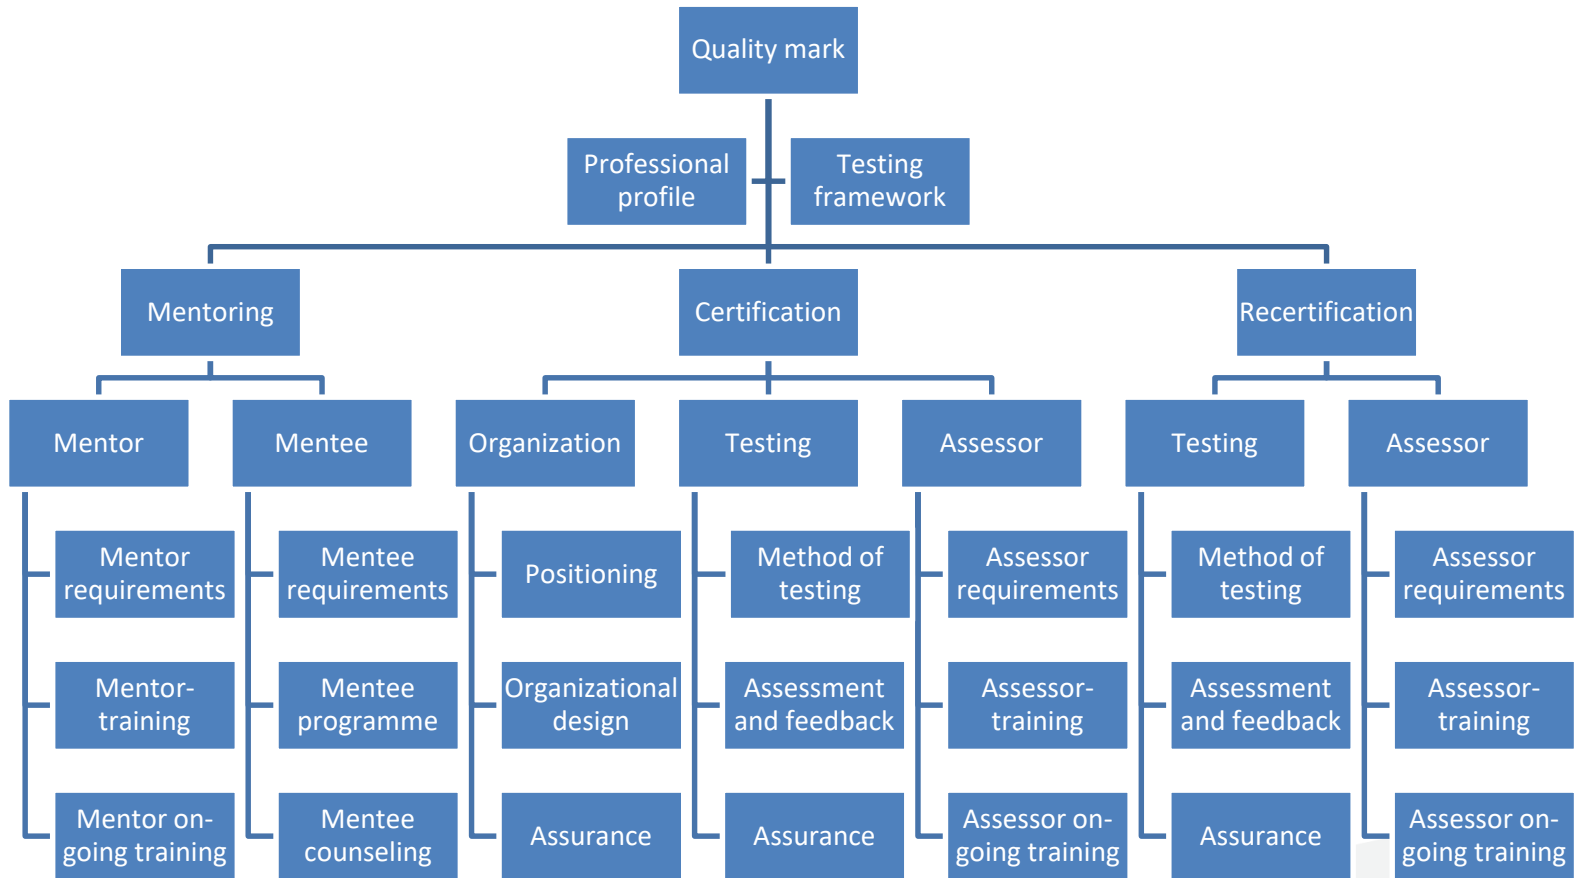 Quality mark
Professional
profile
Testing
framework
Mentoring
Certification
Recertification
Mentor
Mentee
Organization
Testing
Assessor
Testing
Assessor
Mentor
requirements
Mentee
requirements
Positioning
Method of
testing
Assessor
requirements
Method of
testing
Assessor
requirements
Mentor-
training
Mentee
programme
Organizational
design
Assessment
and feedback
Assessor-
training
Assessment
and feedback
Assessor-
training
Mentor on-
going training
Mentee
counseling
Assurance
Assurance
Assessor on-
going training
Assurance
Assessor on-
going training